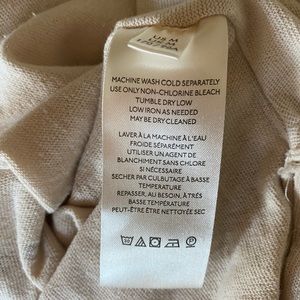 US M
MACHINE WASH COLD SEPARATELY
USE ONLY NON-CHLORINE BLEACH
TUMBLE DRY LOW
LOW IRON AS NEEDED
MAY BE DRY CLEANED
LAVER À LA MACHINE À L'EAU
FROIDE SÉPARÉMENT
UTILISER UN AGENT DE
BLANCHIMENT SANS CHLORE
SI NÉCESSAIRE
SECHER PAR CULBUTAGE À BASSE
TEMPÉRATURE
REPASSER, AU BESOIN, À TRÉS
BASSE TEMPÉRATURE
PEUT-ÊTRE ÊTRE NETTOYÉE SEC